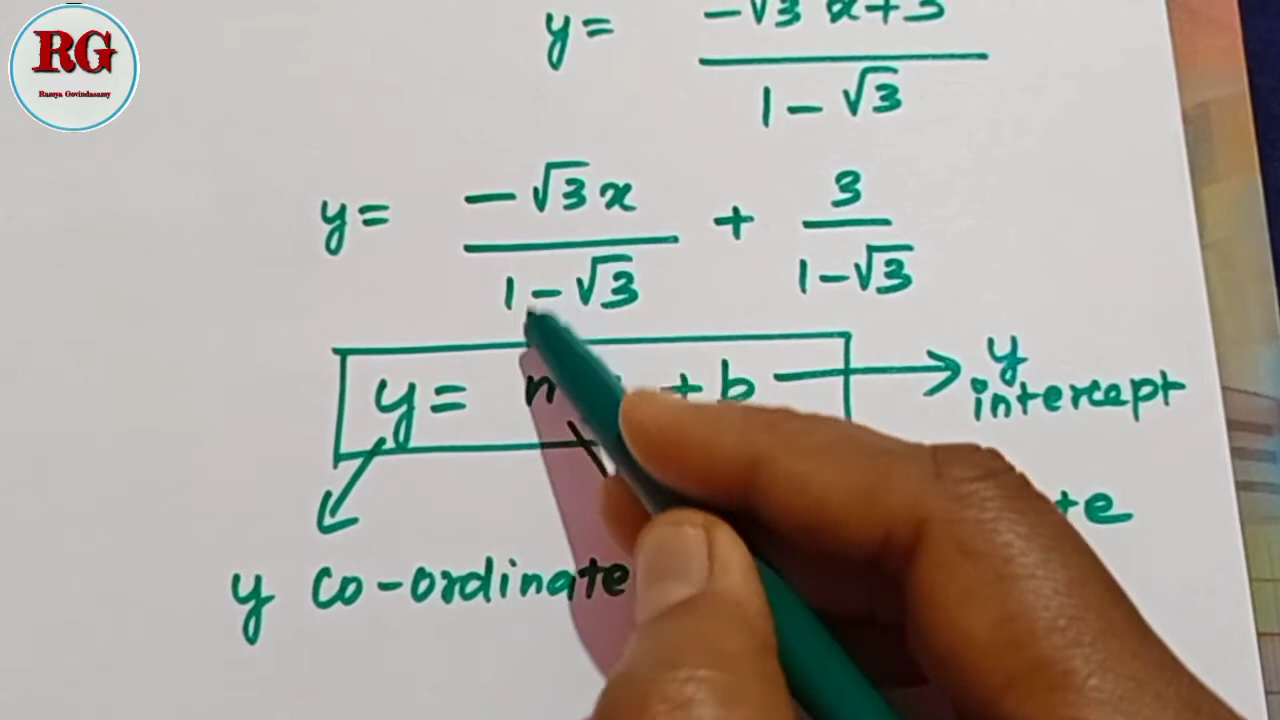 RG
Ramya Govindasamy
y = (-√3 x + 3)/(1 - √3)
y = (-√3 x)/(1 - √3) + 3/(1 - √3)
y = + b → y intercept
y co-ordinate